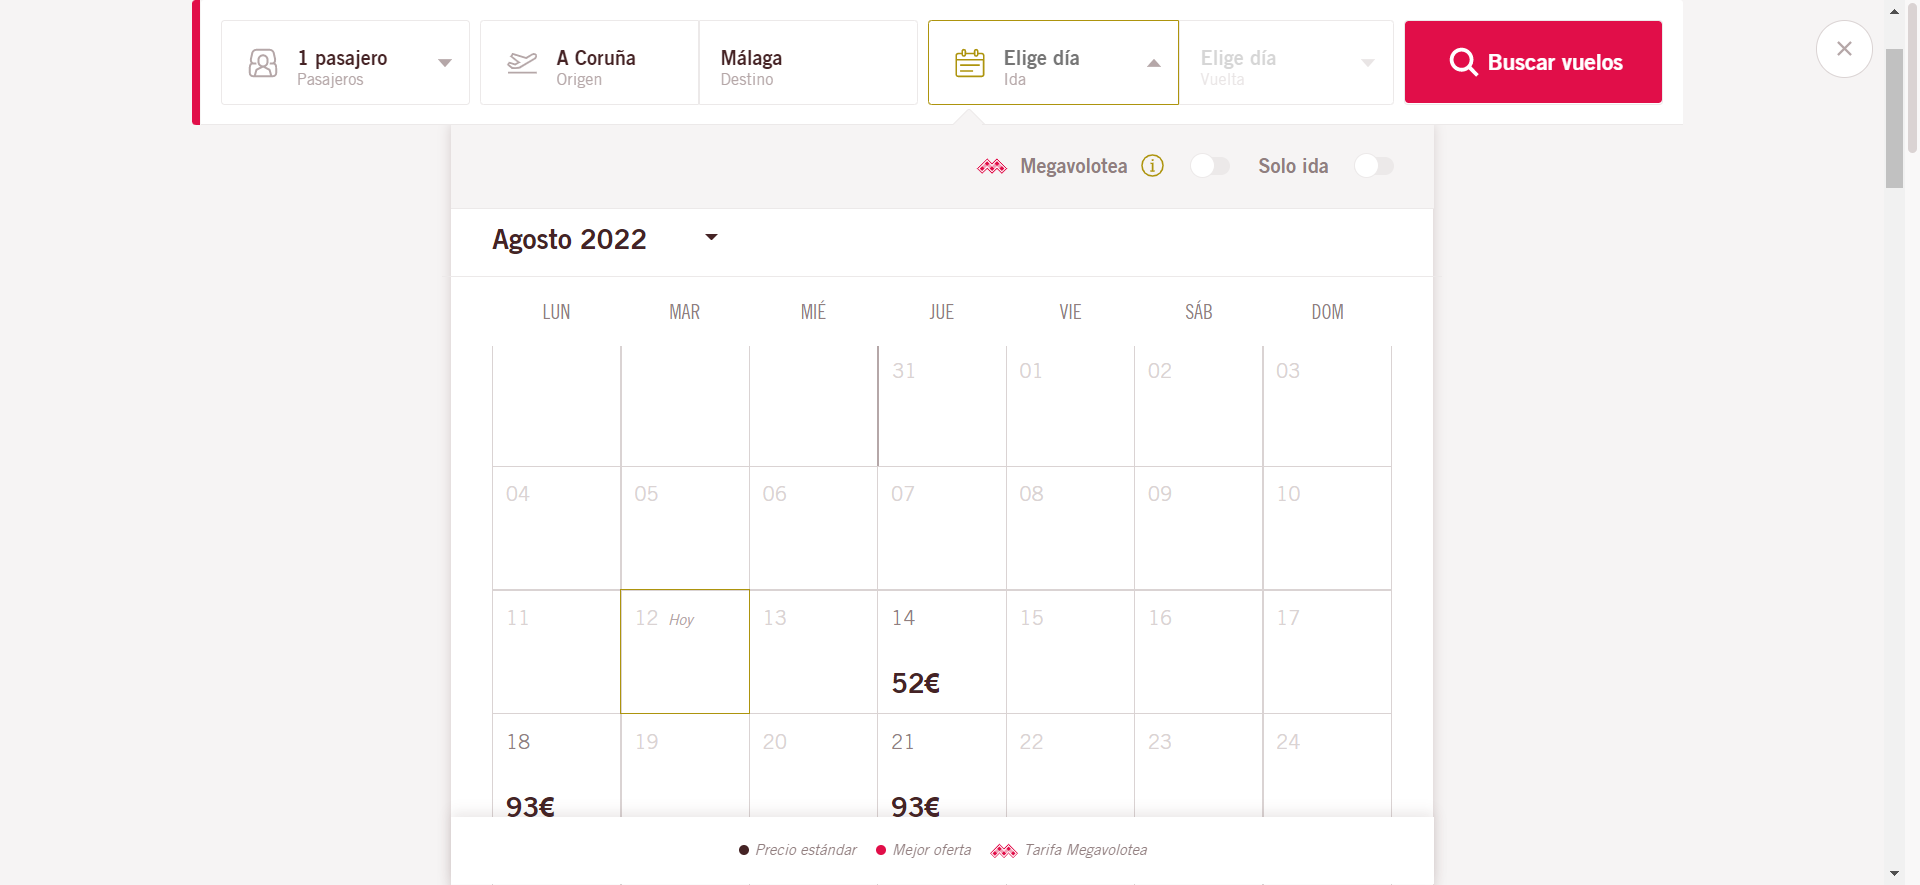 1 pasajero
Pasajeros
A Coruña
Origen
Málaga
Destino
Elige día
Ida
Elige día
Vuelta
Buscar vuelos
Megavolotea
Solo ida
Agosto 2022
LUN MAR MIÉ JUE VIE SÁB DOM
31 01 02 03
04 05 06 07 08 09 10
11 12 Hoy 13 14 15 16 17
52€
18 19 20 21 22 23 24
93€ 93€
Precio estándar Mejor oferta Tarifa Megavolotea